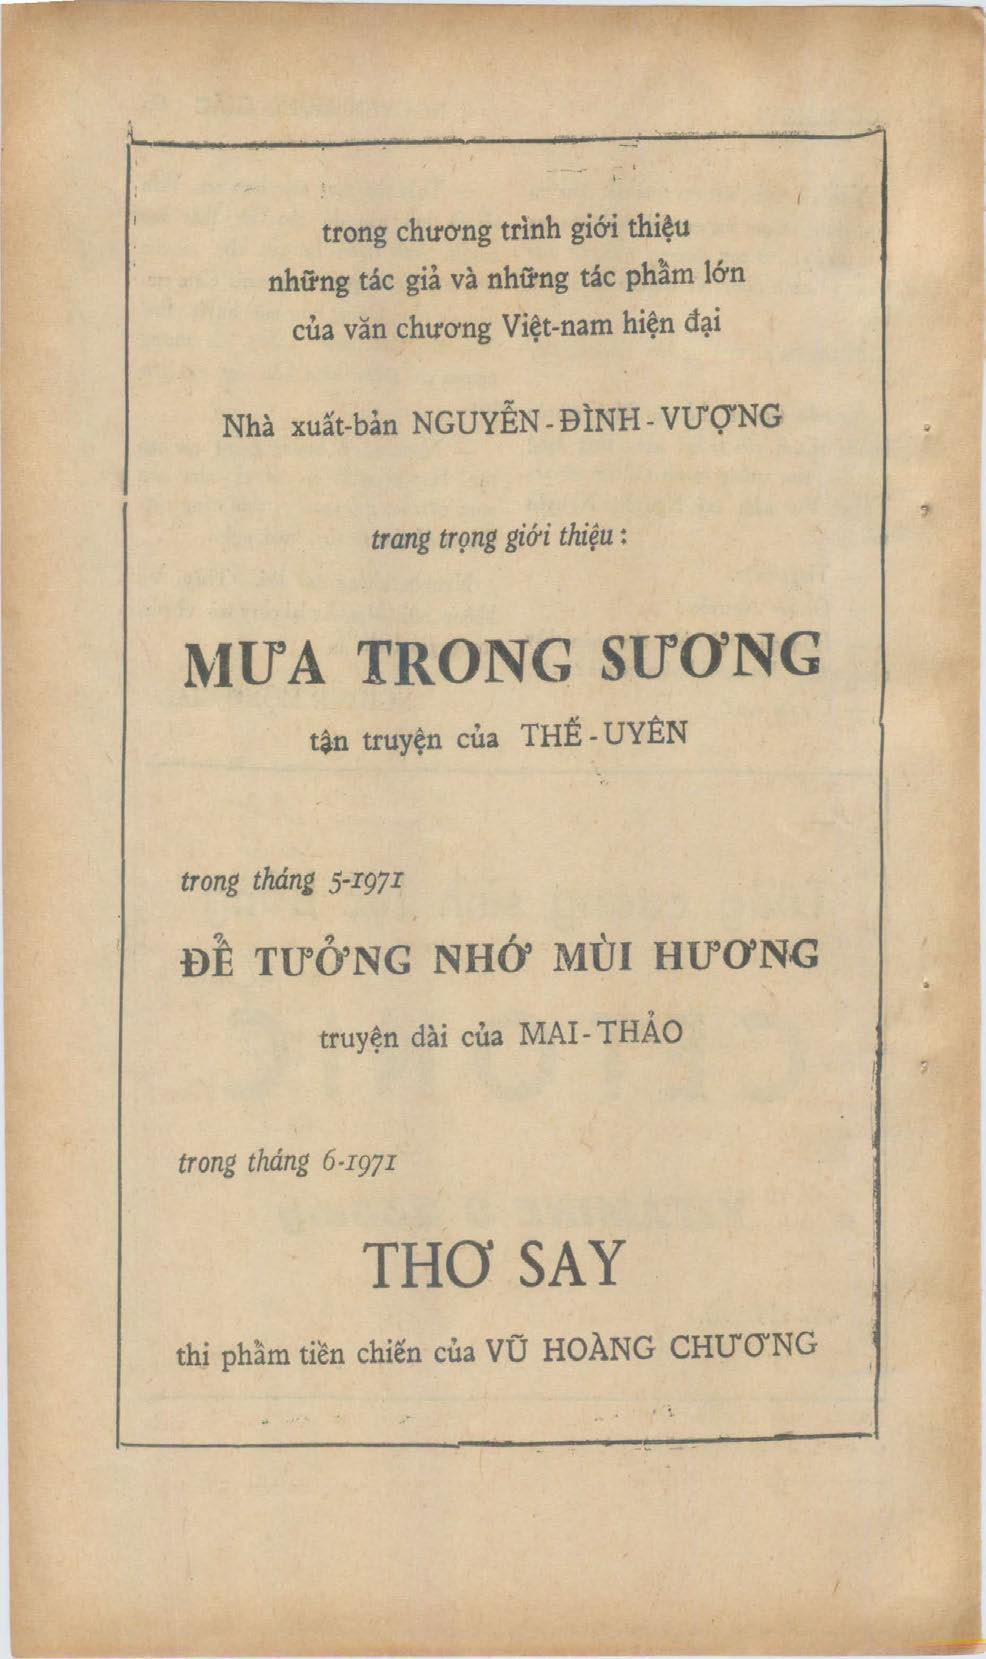 trong chương trình giới thiệu
những tác giả và những tác phẩm lớn
của văn chương Việt-nam hiện đại
Nhà xuất-bản NGUYỄN-ĐÌNH-VƯỢNG
trang trọng giới thiệu :
MƯA TRONG SƯƠNG
tận truyện của THẾ-UYÊN
trong tháng 5-1971
ĐỂ TƯỞNG NHỚ MÙI HƯƠNG
truyện dài của MAI-THẢO
trong tháng 6-1971
THƠ SAY
thi phẩm tiền chiến của VŨ HOÀNG CHƯƠNG